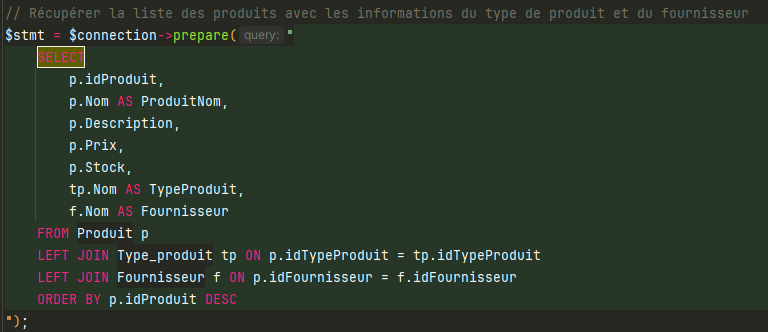 // Récupérer la liste des produits avec les informations du type de produit et du fournisseur
$stmt = $connection->prepare( query: "
SELECT
p.idProduit,
p.Nom AS ProduitNom,
p.Description,
p.Prix,
p.Stock,
tp.Nom AS TypeProduit,
f.Nom AS Fournisseur
FROM Produit p
LEFT JOIN Type_produit tp ON p.idTypeProduit = tp.idTypeProduit
LEFT JOIN Fournisseur f ON p.idFournisseur = f.idFournisseur
ORDER BY p.idProduit DESC
");